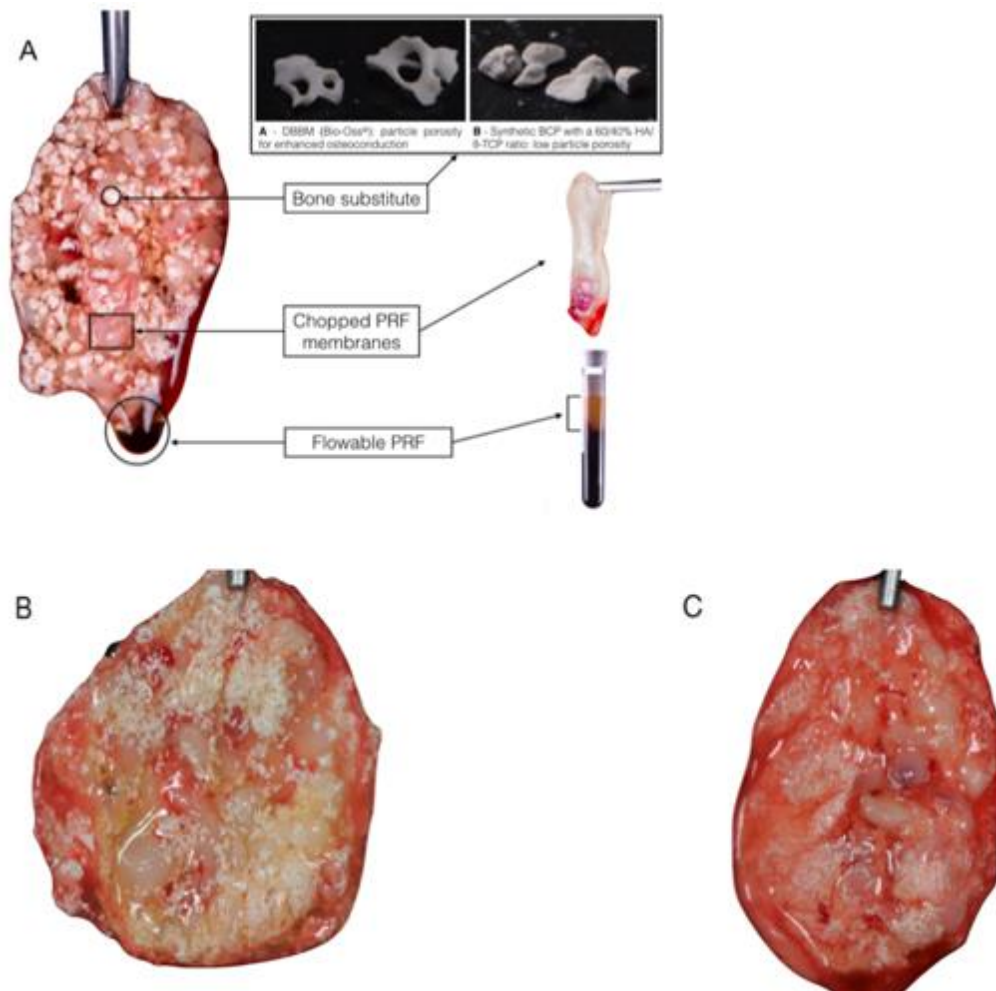 A
A - DBBM (Bio-Oss®): particle porosity
for enhanced osteoconduction
B - Synthetic BCP with a 60/40% HA/
ß-TCP ratio: low particle porosity
Bone substitute
Chopped PRF
membranes
Flowable PRF
B
C